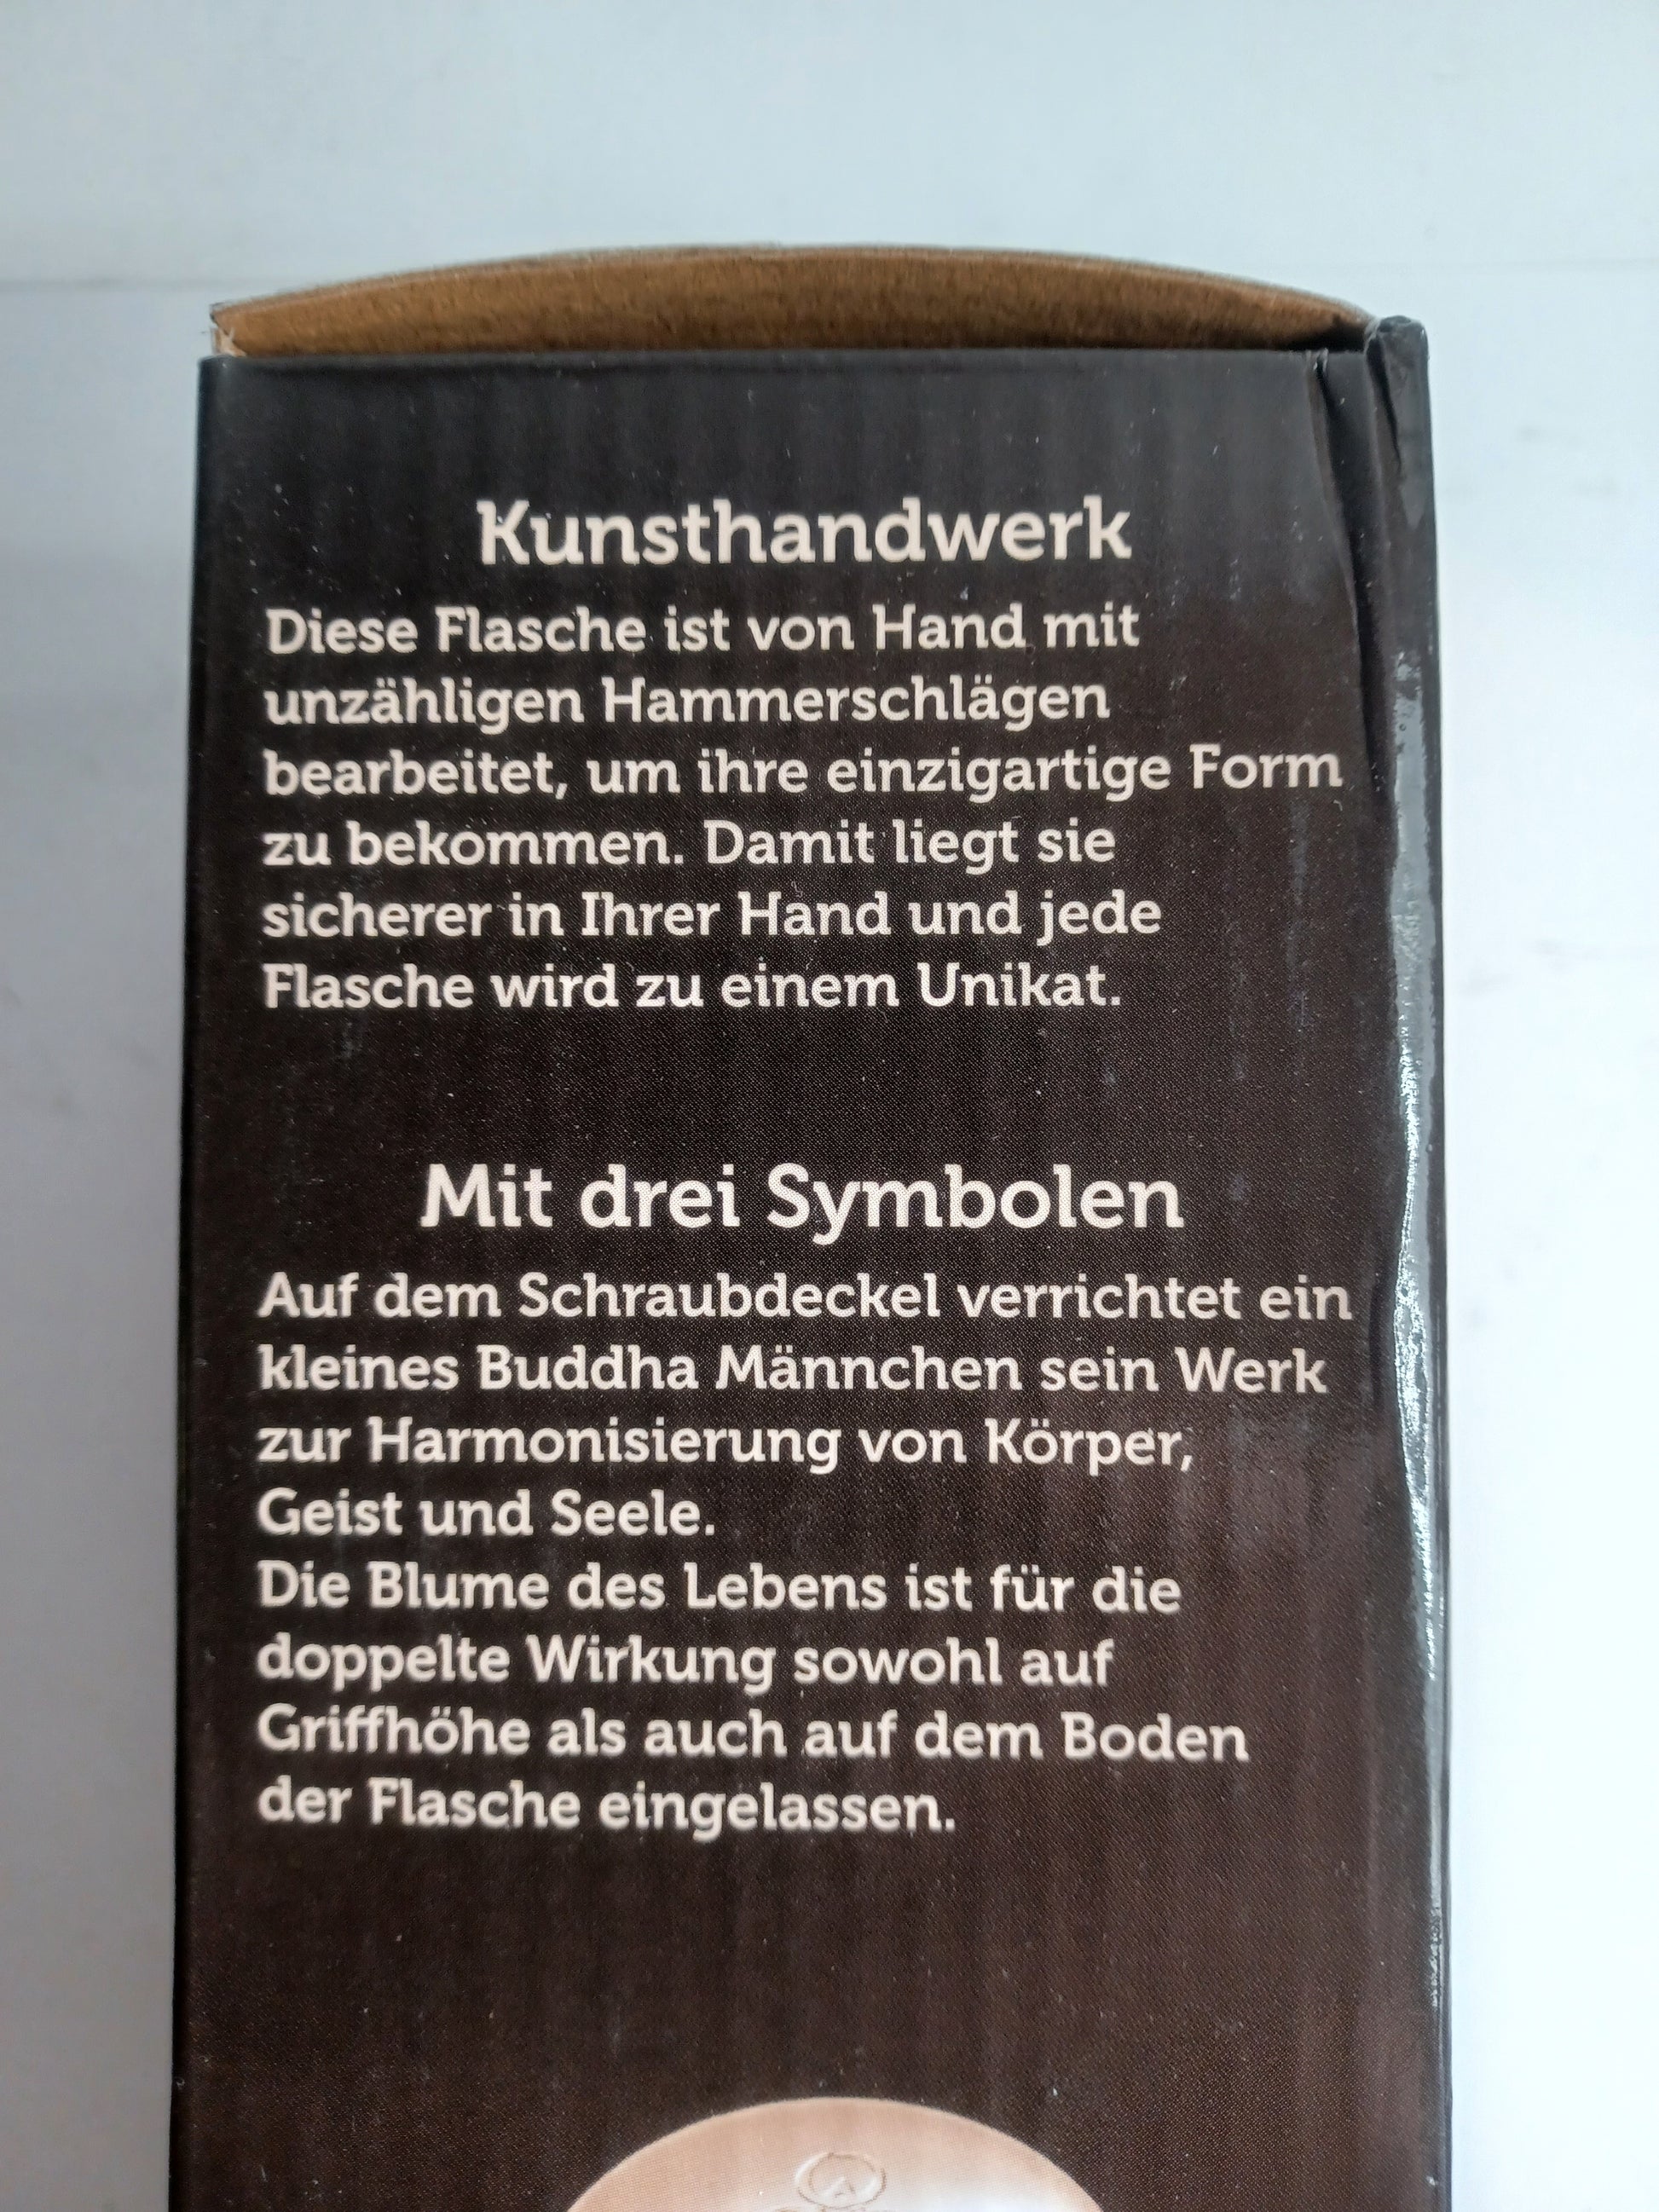 Kunsthandwerk
Diese Flasche ist von Hand mit
unzähligen Hammerschlägen
bearbeitet, um ihre einzigartige Form
zu bekommen. Damit liegt sie
sicherer in Ihrer Hand und jede
Flasche wird zu einem Unikat.
Mit drei Symbolen
Auf dem Schraubdeckel verrichtet ein
kleines Buddha Männchen sein Werk
zur Harmonisierung von Körper,
Geist und Seele.
Die Blume des Lebens ist für die
doppelte Wirkung sowohl auf
Griffhöhe als auch auf dem Boden
der Flasche eingelassen.